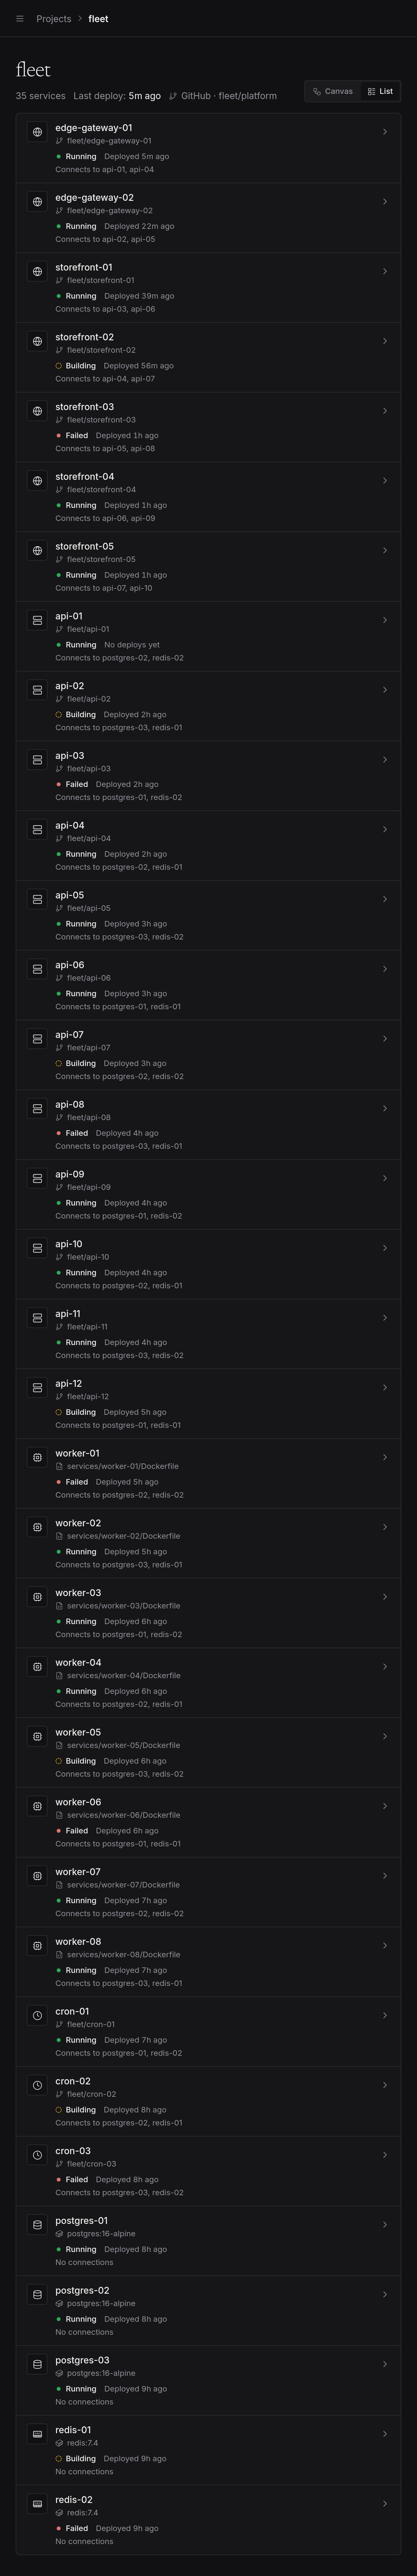 Projects > fleet
fleet
35 services Last deploy: 5m ago GitHub · fleet/platform
Canvas List
edge-gateway-01
fleet/edge-gateway-01
Running Deployed 5m ago
Connects to api-01, api-04
edge-gateway-02
fleet/edge-gateway-02
Running Deployed 22m ago
Connects to api-02, api-05
storefront-01
fleet/storefront-01
Running Deployed 39m ago
Connects to api-03, api-06
storefront-02
fleet/storefront-02
Building Deployed 56m ago
Connects to api-04, api-07
storefront-03
fleet/storefront-03
Failed Deployed 1h ago
Connects to api-05, api-08
storefront-04
fleet/storefront-04
Running Deployed 1h ago
Connects to api-06, api-09
storefront-05
fleet/storefront-05
Running Deployed 1h ago
Connects to api-07, api-10
api-01
fleet/api-01
Running No deploys yet
Connects to postgres-02, redis-02
api-02
fleet/api-02
Building Deployed 2h ago
Connects to postgres-03, redis-01
api-03
fleet/api-03
Failed Deployed 2h ago
Connects to postgres-01, redis-02
api-04
fleet/api-04
Running Deployed 2h ago
Connects to postgres-02, redis-01
api-05
fleet/api-05
Running Deployed 3h ago
Connects to postgres-03, redis-02
api-06
fleet/api-06
Running Deployed 3h ago
Connects to postgres-01, redis-01
api-07
fleet/api-07
Building Deployed 3h ago
Connects to postgres-02, redis-02
api-08
fleet/api-08
Failed Deployed 4h ago
Connects to postgres-03, redis-01
api-09
fleet/api-09
Running Deployed 4h ago
Connects to postgres-01, redis-02
api-10
fleet/api-10
Running Deployed 4h ago
Connects to postgres-02, redis-01
api-11
fleet/api-11
Running Deployed 4h ago
Connects to postgres-03, redis-02
api-12
fleet/api-12
Building Deployed 5h ago
Connects to postgres-01, redis-01
worker-01
services/worker-01/Dockerfile
Failed Deployed 5h ago
Connects to postgres-02, redis-02
worker-02
services/worker-02/Dockerfile
Running Deployed 5h ago
Connects to postgres-03, redis-01
worker-03
services/worker-03/Dockerfile
Running Deployed 6h ago
Connects to postgres-01, redis-02
worker-04
services/worker-04/Dockerfile
Running Deployed 6h ago
Connects to postgres-02, redis-01
worker-05
services/worker-05/Dockerfile
Building Deployed 6h ago
Connects to postgres-03, redis-02
worker-06
services/worker-06/Dockerfile
Failed Deployed 6h ago
Connects to postgres-01, redis-01
worker-07
services/worker-07/Dockerfile
Running Deployed 7h ago
Connects to postgres-02, redis-02
worker-08
services/worker-08/Dockerfile
Running Deployed 7h ago
Connects to postgres-03, redis-01
cron-01
fleet/cron-01
Running Deployed 7h ago
Connects to postgres-01, redis-02
cron-02
fleet/cron-02
Building Deployed 8h ago
Connects to postgres-02, redis-01
cron-03
fleet/cron-03
Failed Deployed 8h ago
Connects to postgres-03, redis-02
postgres-01
postgres:16-alpine
Running Deployed 8h ago
No connections
postgres-02
postgres:16-alpine
Running Deployed 8h ago
No connections
postgres-03
postgres:16-alpine
Running Deployed 9h ago
No connections
redis-01
redis:7.4
Building Deployed 9h ago
No connections
redis-02
redis:7.4
Failed Deployed 9h ago
No connections